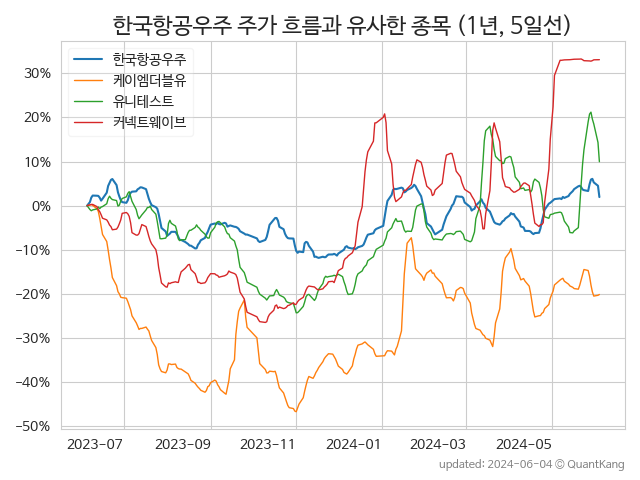 한국항공우주 주가 흐름과 유사한 종목 (1년, 5일선)
한국항공우주
케이엠더블유
유니테스트
커넥트웨이브
30%
20%
10%
0%
−10%
−20%
−30%
−40%
−50%
2023-07 2023-09 2023-11 2024-01 2024-03 2024-05
updated: 2024-06-04 © QuantKang